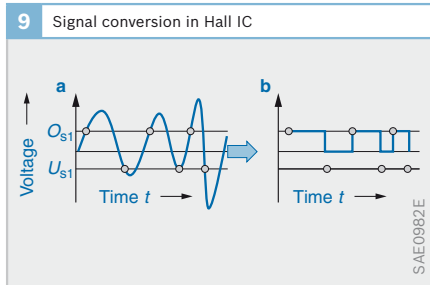 9 Signal conversion in Hall IC
a
b
Voltage
Os1
Us1
Time t
Time t
SAE0982E